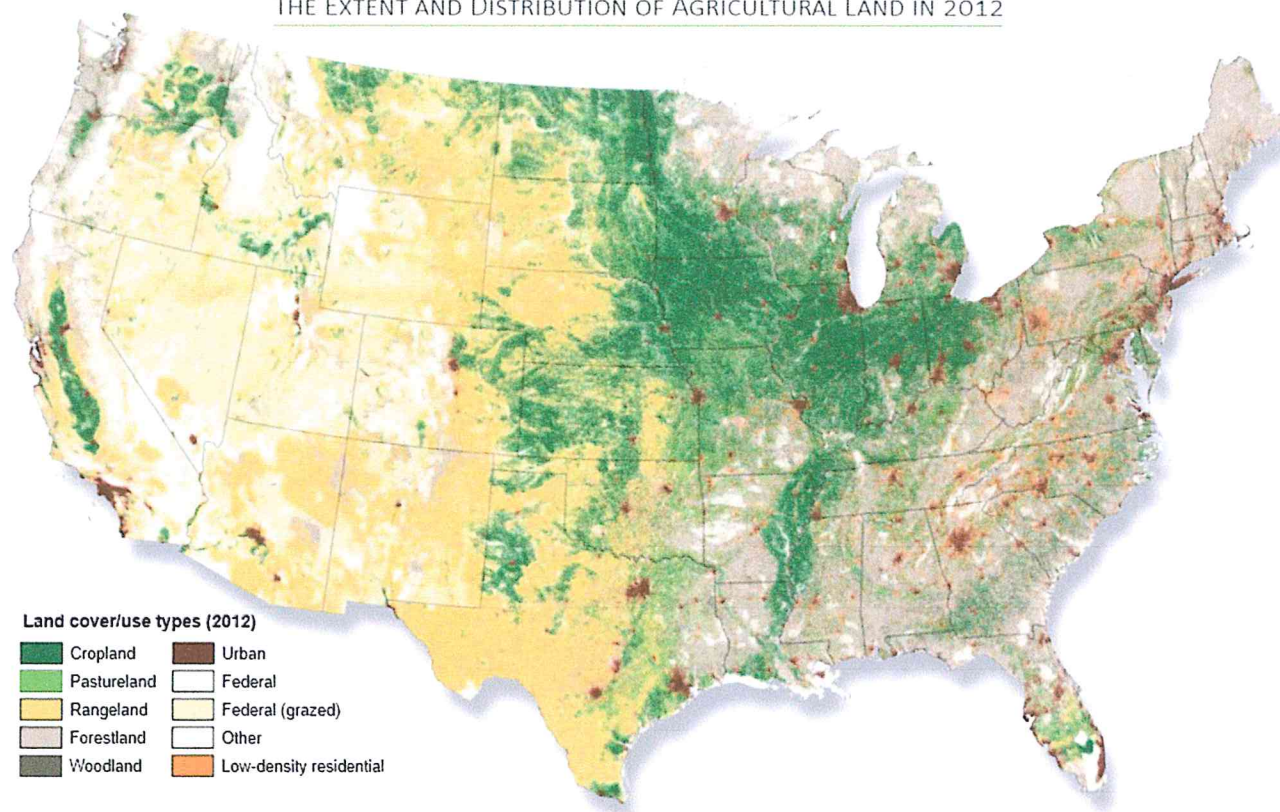 THE EXTENT AND DISTRIBUTION OF AGRICULTURAL LAND IN 2012
Land cover/use types (2012)
Cropland
Pastureland
Rangeland
Forestland
Woodland
Urban
Federal
Federal (grazed)
Other
Low-density residential